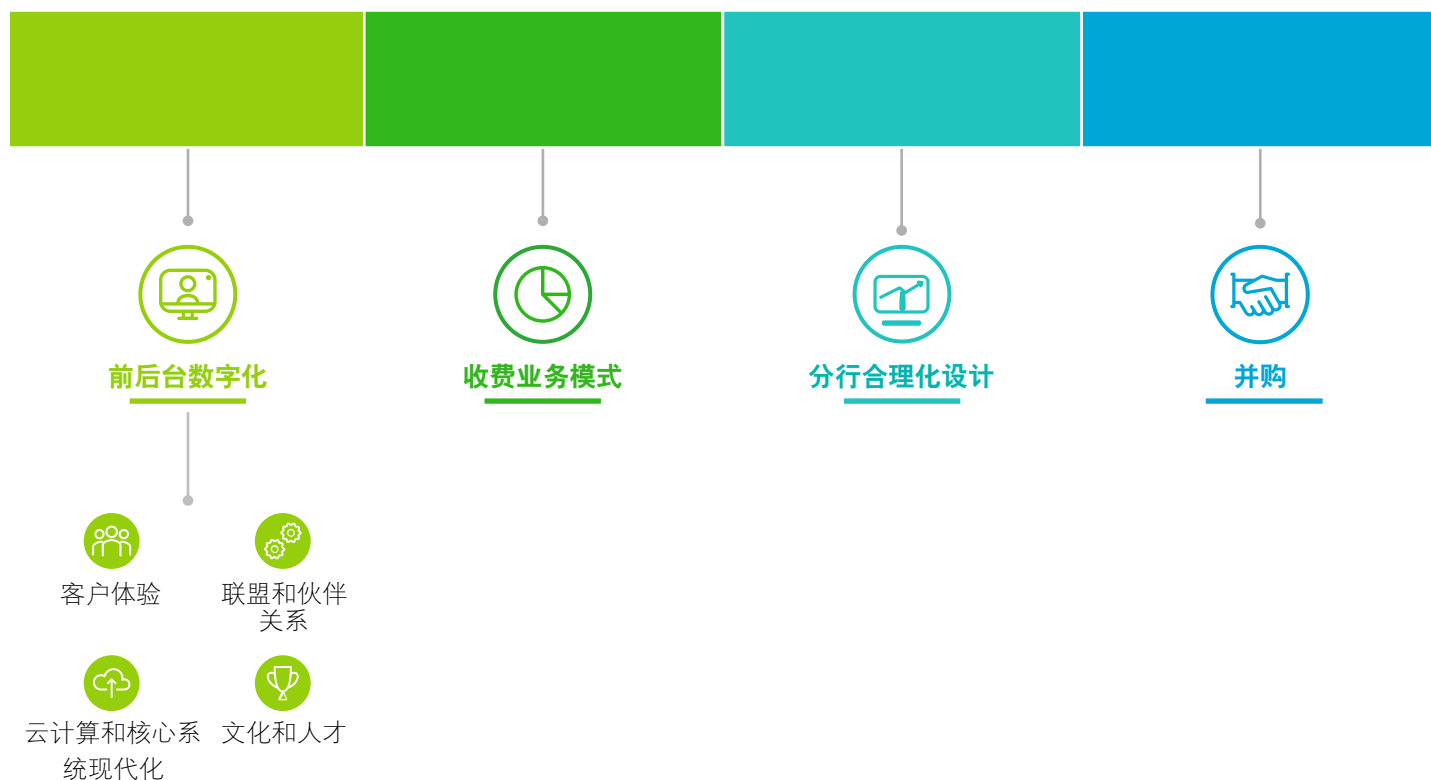 前后台数字化
收费业务模式
分行合理化设计
并购
客户体验
联盟和伙伴
关系
云计算和核心系
统现代化
文化和人才